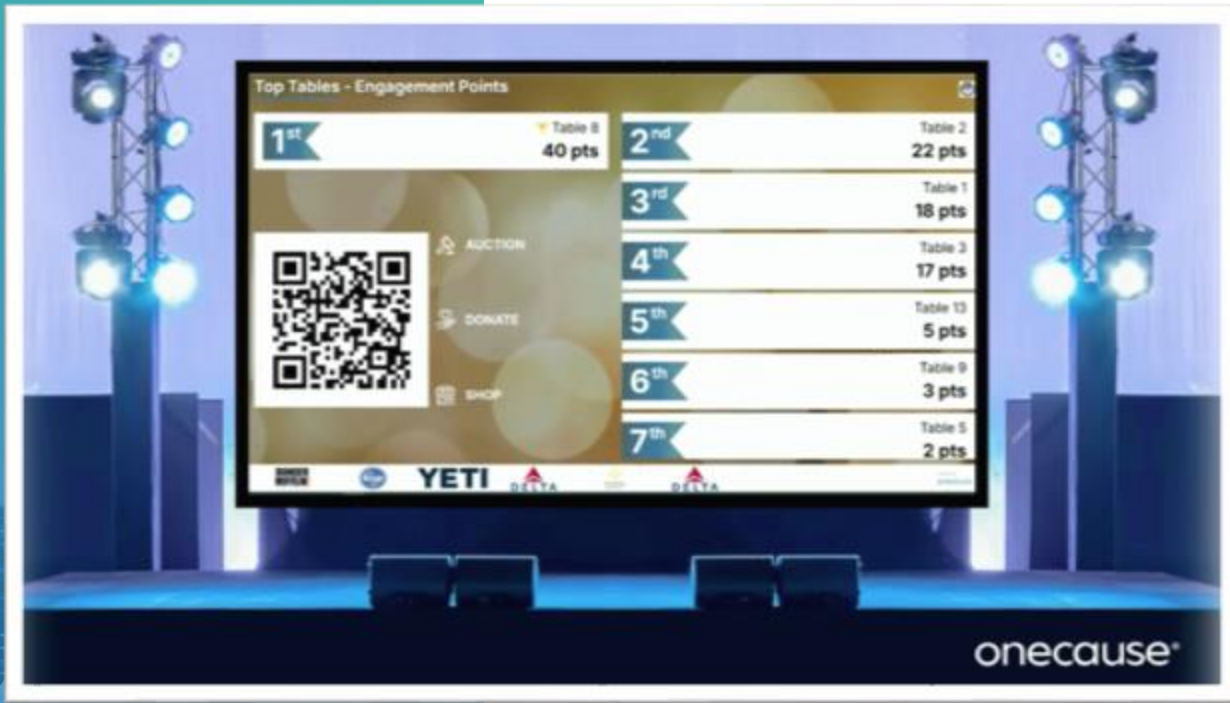 Top Tables - Engagement Points
1st
Table 8
40 pts
2nd
Table 2
22 pts
3rd
Table 1
18 pts
4th
Table 3
17 pts
5th
Table 13
5 pts
6th
Table 9
3 pts
7th
Table 5
2 pts
AUCTION
DONATE
SHOP
YETI
DELTA
DELTA
onecause